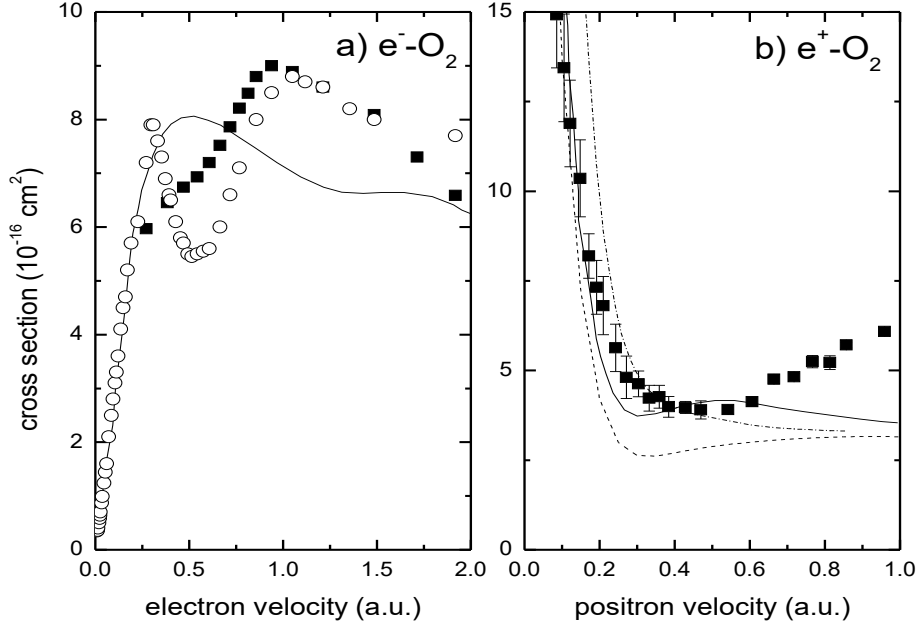 a) e⁻-O₂
b) e⁺-O₂
cross section (10⁻¹⁶ cm²)
10
8
6
4
2
0
0.0 0.5 1.0 1.5 2.0
electron velocity (a.u.)
15
10
5
0
0.0 0.2 0.4 0.6 0.8 1.0
positron velocity (a.u.)